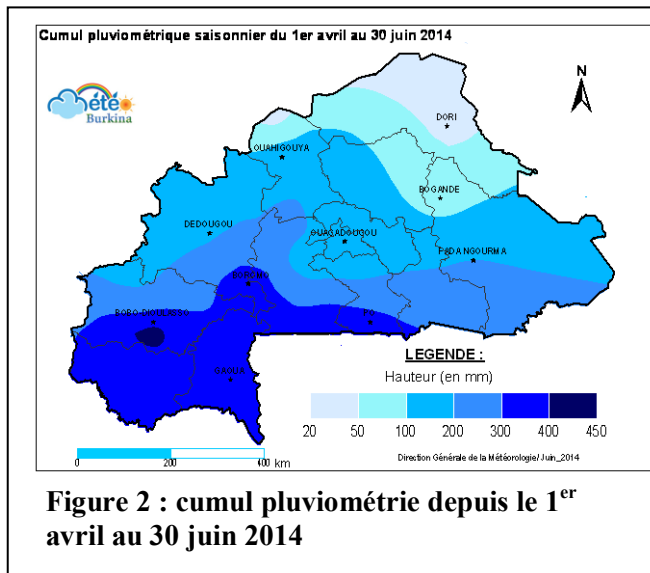 Cumul pluviométrique saisonnier du 1er avril au 30 juin 2014
N
Météo
Burkina
DORI
OUAHIGOUYA
BOGANDE
DEDOUGOU
OUAGADOUGOU
FADA NGOURMA
BOROMO
BOBO DIOULASSO
PO
GAOUA
LEGENDE :
Hauteur (en mm)
20 50 100 200 300 400 450
0 200 400 km
Direction Générale de la Météorologie/ Juin_2014
Figure 2 : cumul pluviométrie depuis le 1er
avril au 30 juin 2014